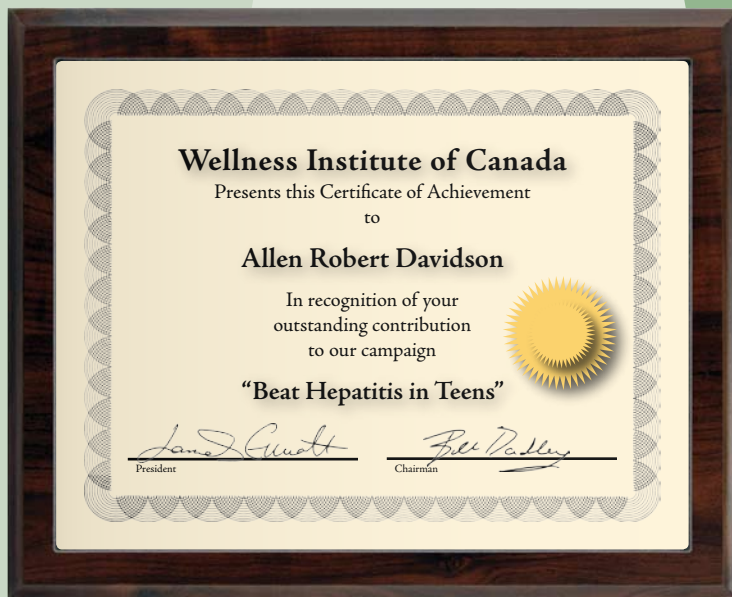 Wellness Institute of Canada
Presents this Certificate of Achievement
to
Allen Robert Davidson
In recognition of your
outstanding contribution
to our campaign
“Beat Hepatitis in Teens”
President
Chairman